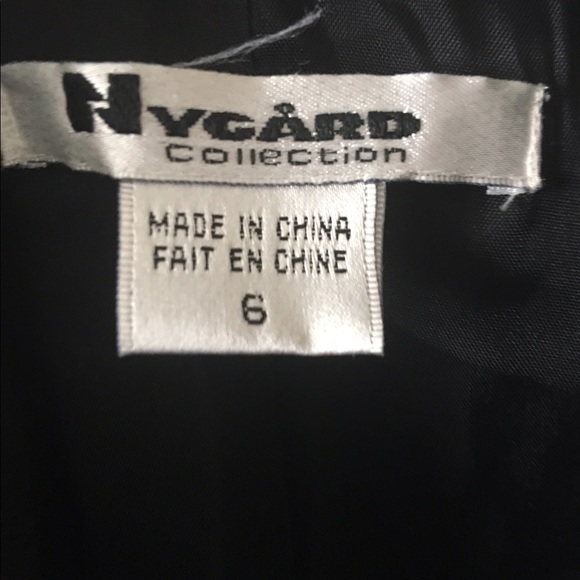 NYGÅRD
Collection
MADE IN CHINA
FAIT EN CHINE
6